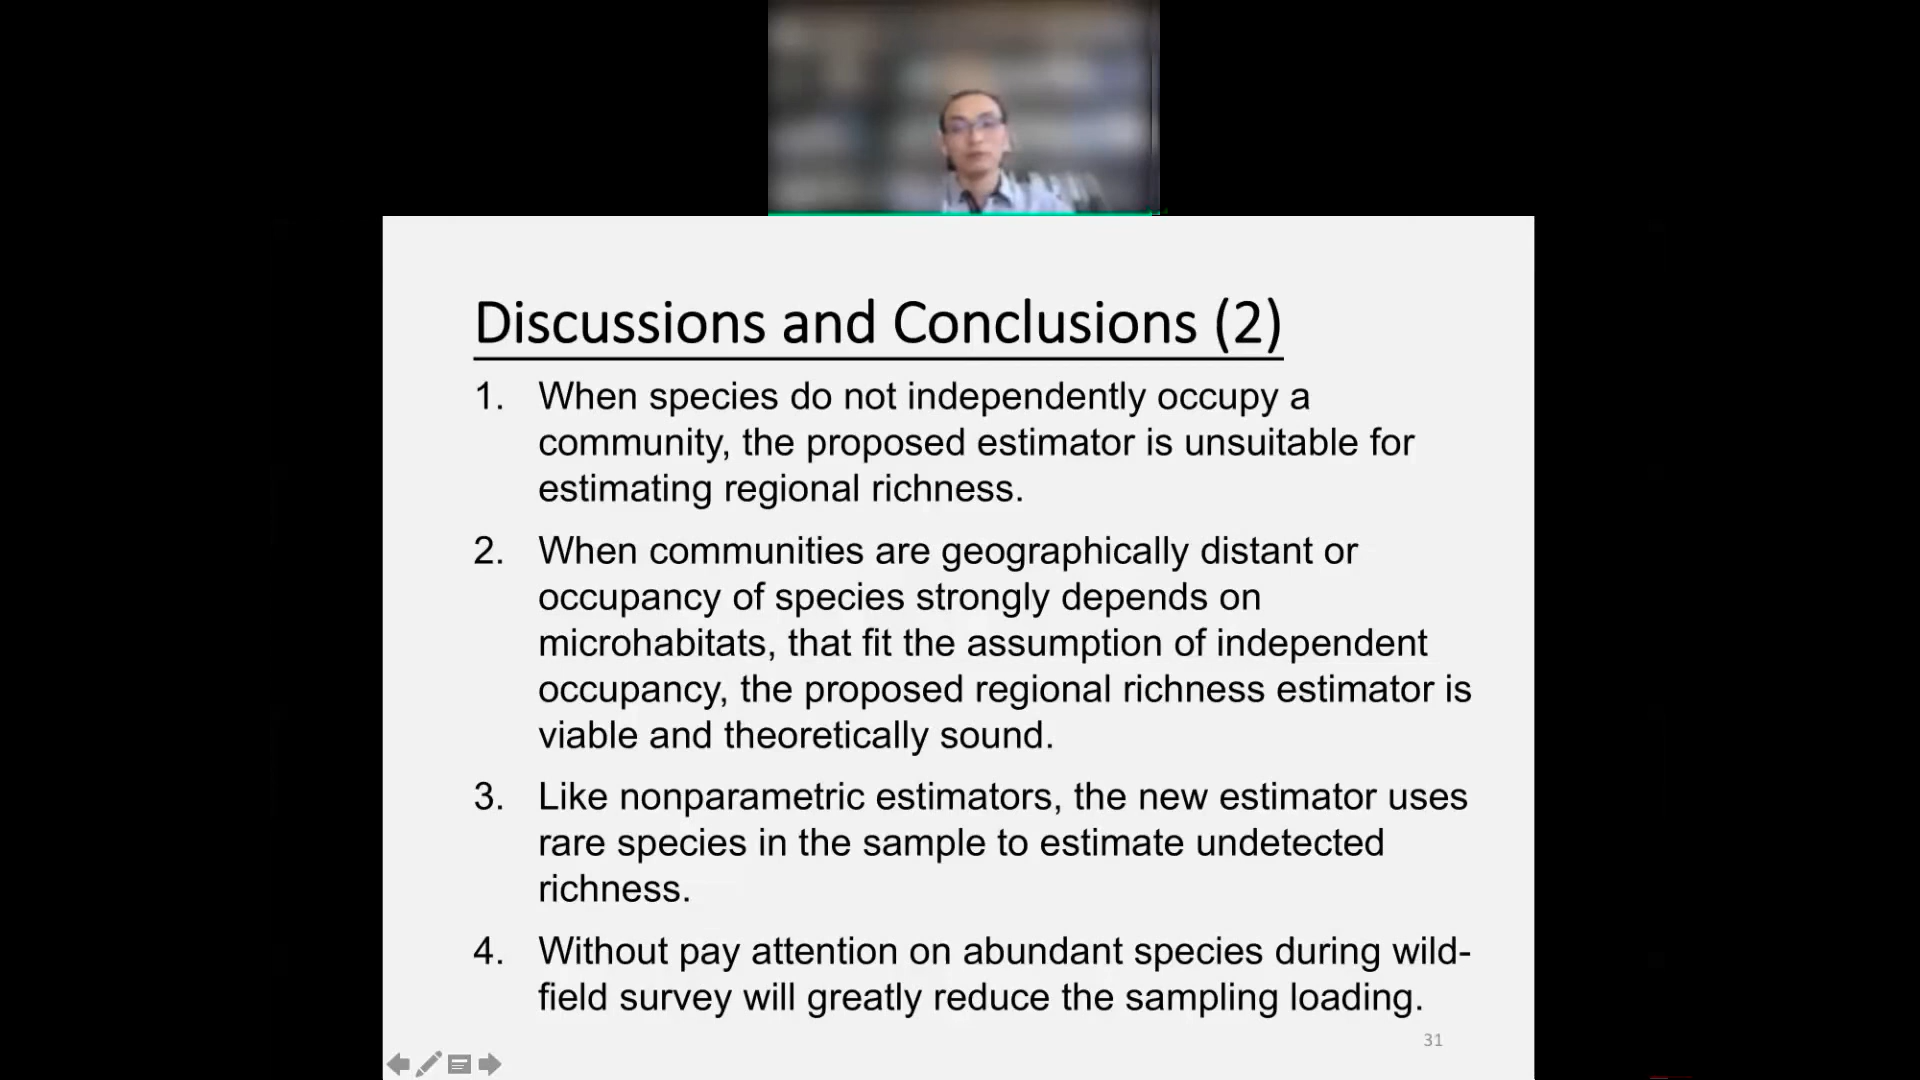 Discussions and Conclusions (2)
1. When species do not independently occupy a
community, the proposed estimator is unsuitable for
estimating regional richness.
2. When communities are geographically distant or
occupancy of species strongly depends on
microhabitats, that fit the assumption of independent
occupancy, the proposed regional richness estimator is
viable and theoretically sound.
3. Like nonparametric estimators, the new estimator uses
rare species in the sample to estimate undetected
richness.
4. Without pay attention on abundant species during wild-
field survey will greatly reduce the sampling loading.
31